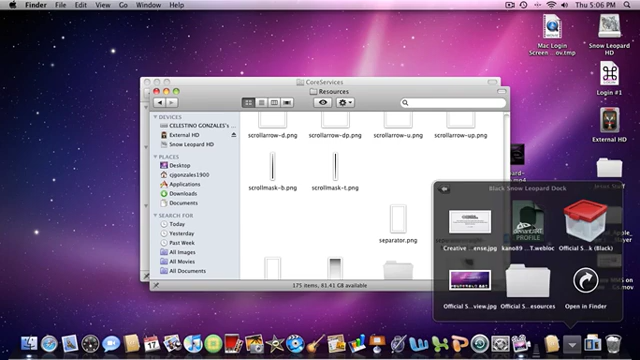 Finder File Edit View Go Window Help
Thu 5:06 PM
Mac Login
Screen ...ov.tmp
Snow Leopard
HD
Login #1
External HD
CoreServices
Resources
DEVICES
CELESTINO GONZALES's...
External HD
Snow Leopard HD
PLACES
Desktop
cjgonzales1900
Applications
Downloads
Documents
SEARCH FOR
Today
Yesterday
Past Week
All Images
All Movies
All Documents
scrollarrow-d.png
scrollarrow-dp.png
scrollarrow-u.png
scrollarrow-up.png
scrollmask-b.png
scrollmask-t.png
separator.png
175 items, 81.41 GB available
Black Snow Leopard Dock
Creative ...ense.jpg
kano89 ...T.webloc
Official S...k (Black)
Official S...view.jpg
Official S...esources
Open in Finder
PROFILE
17